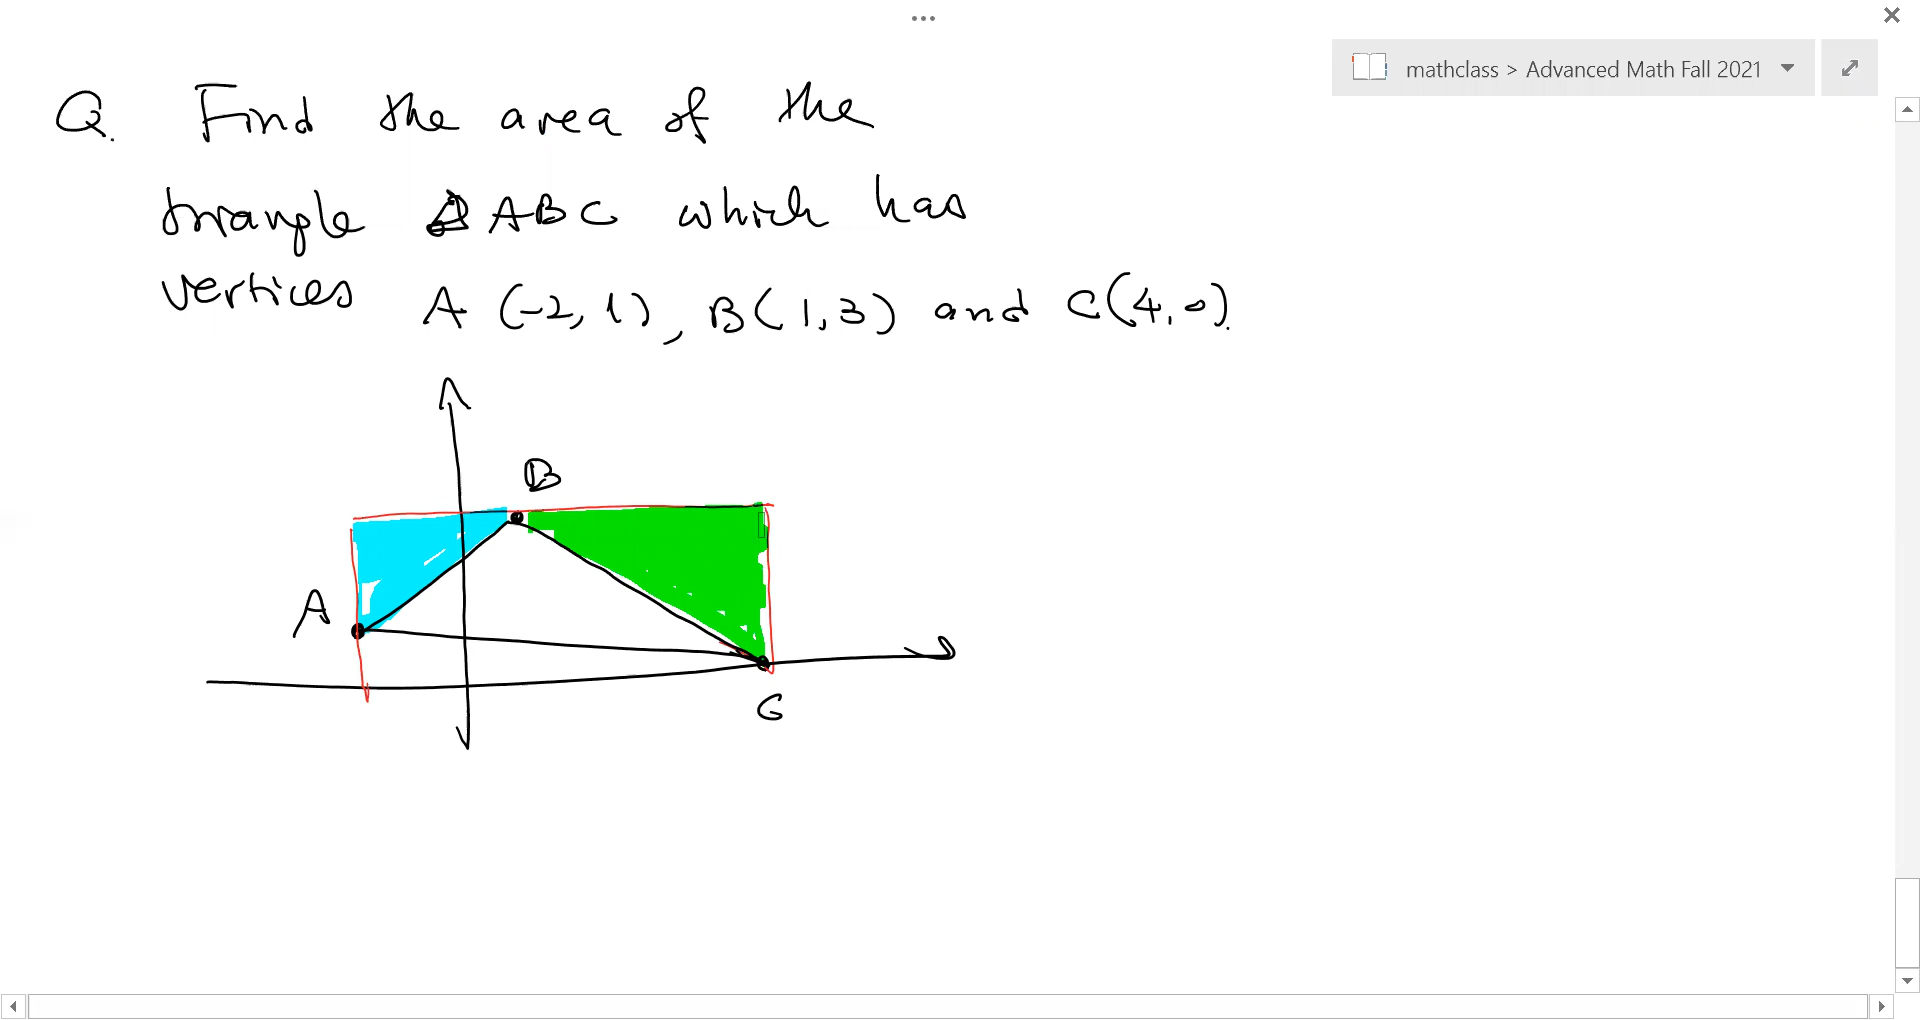 mathclass > Advanced Math Fall 2021
Q. Find the area of the
triangle △ ABC which has
vertices A (-2, 1), B(1,3) and C(4,0).
B
A
C